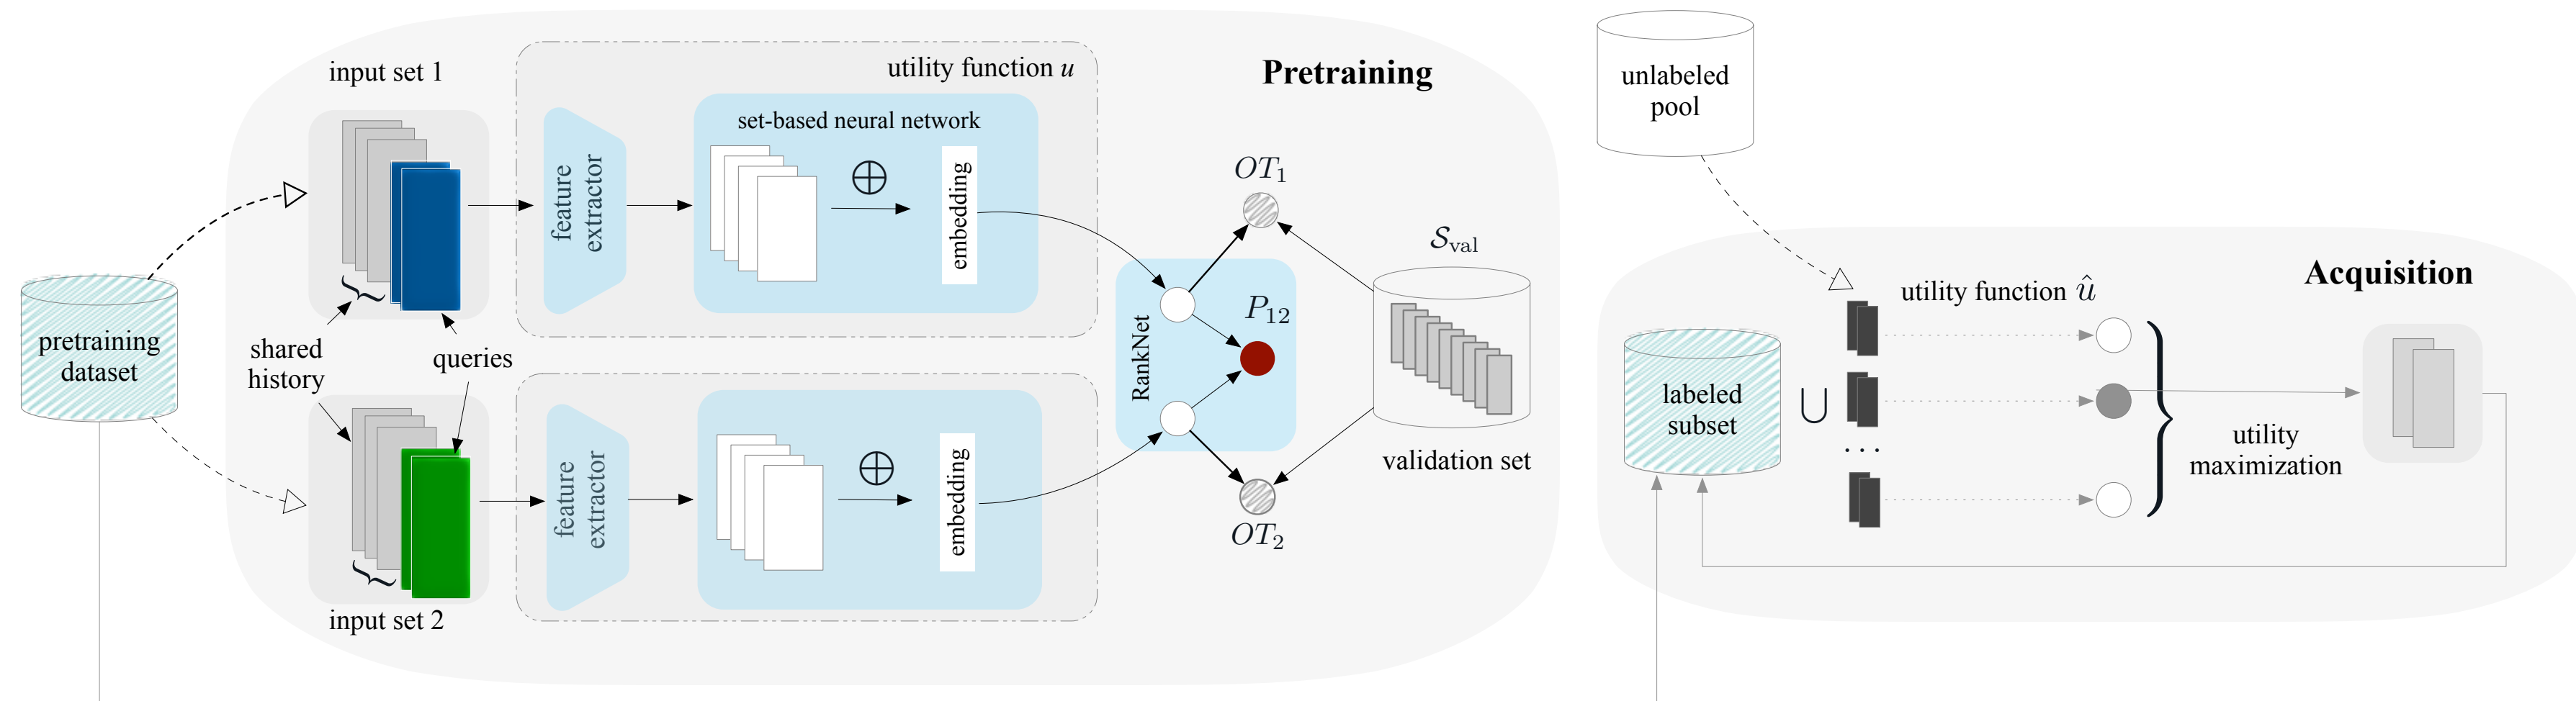 input set 1
utility function u
Pretraining
set-based neural network
feature
extractor
⊕
embedding
OT₁
𝒮val
P₁₂
RankNet
pretraining
dataset
shared
history
queries
validation set
feature
extractor
⊕
embedding
OT₂
input set 2
unlabeled
pool
Acquisition
utility function û
labeled
subset
∪
...
utility
maximization